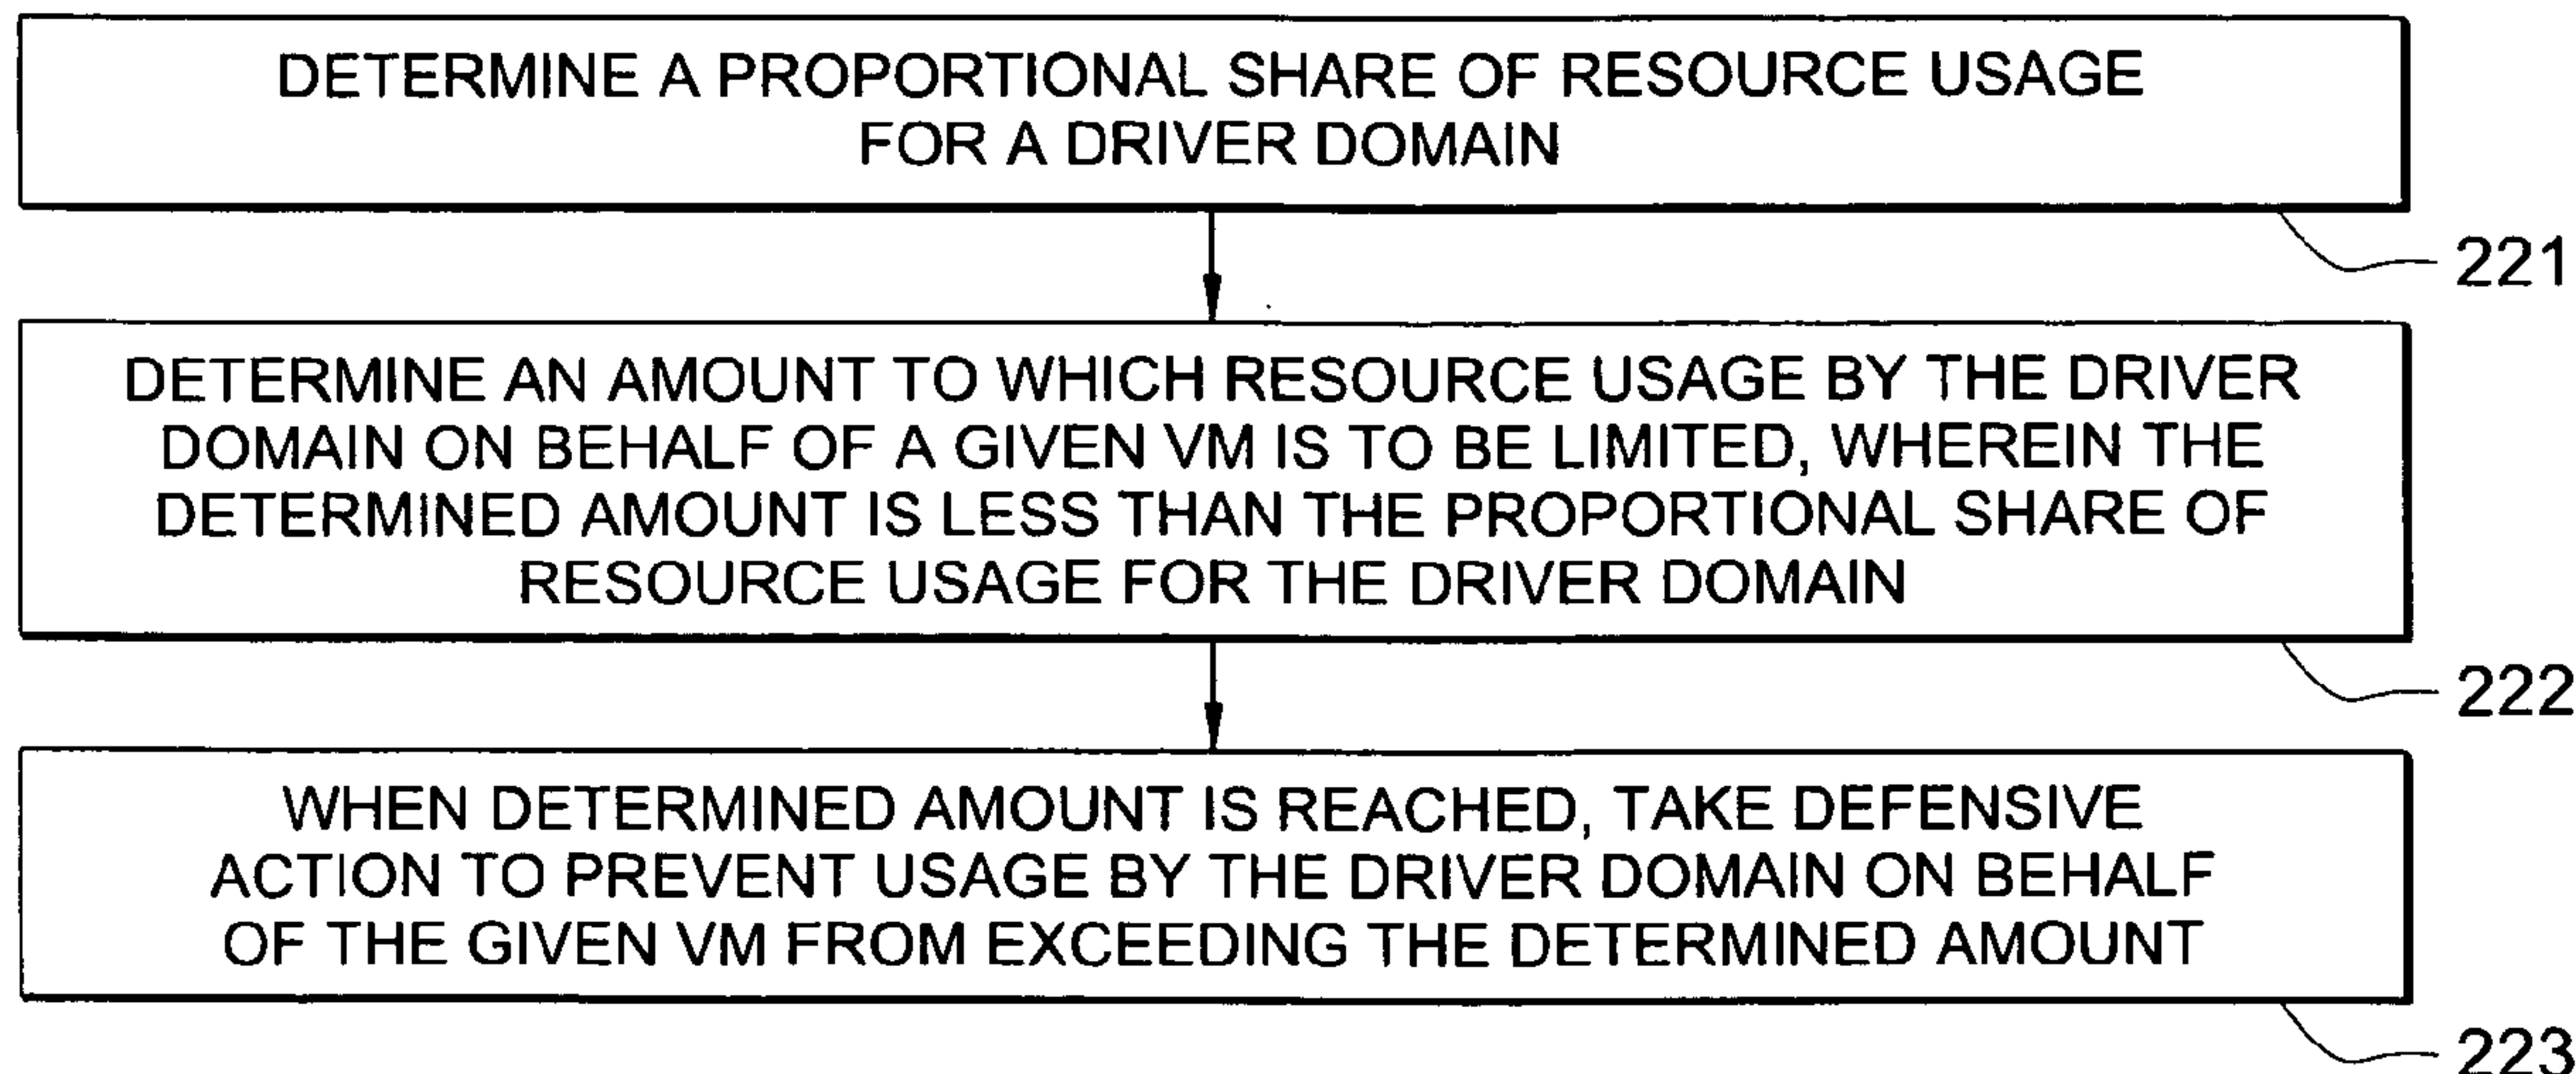 DETERMINE A PROPORTIONAL SHARE OF RESOURCE USAGE
FOR A DRIVER DOMAIN
221
DETERMINE AN AMOUNT TO WHICH RESOURCE USAGE BY THE DRIVER
DOMAIN ON BEHALF OF A GIVEN VM IS TO BE LIMITED, WHEREIN THE
DETERMINED AMOUNT IS LESS THAN THE PROPORTIONAL SHARE OF
RESOURCE USAGE FOR THE DRIVER DOMAIN
222
WHEN DETERMINED AMOUNT IS REACHED, TAKE DEFENSIVE
ACTION TO PREVENT USAGE BY THE DRIVER DOMAIN ON BEHALF
OF THE GIVEN VM FROM EXCEEDING THE DETERMINED AMOUNT
223